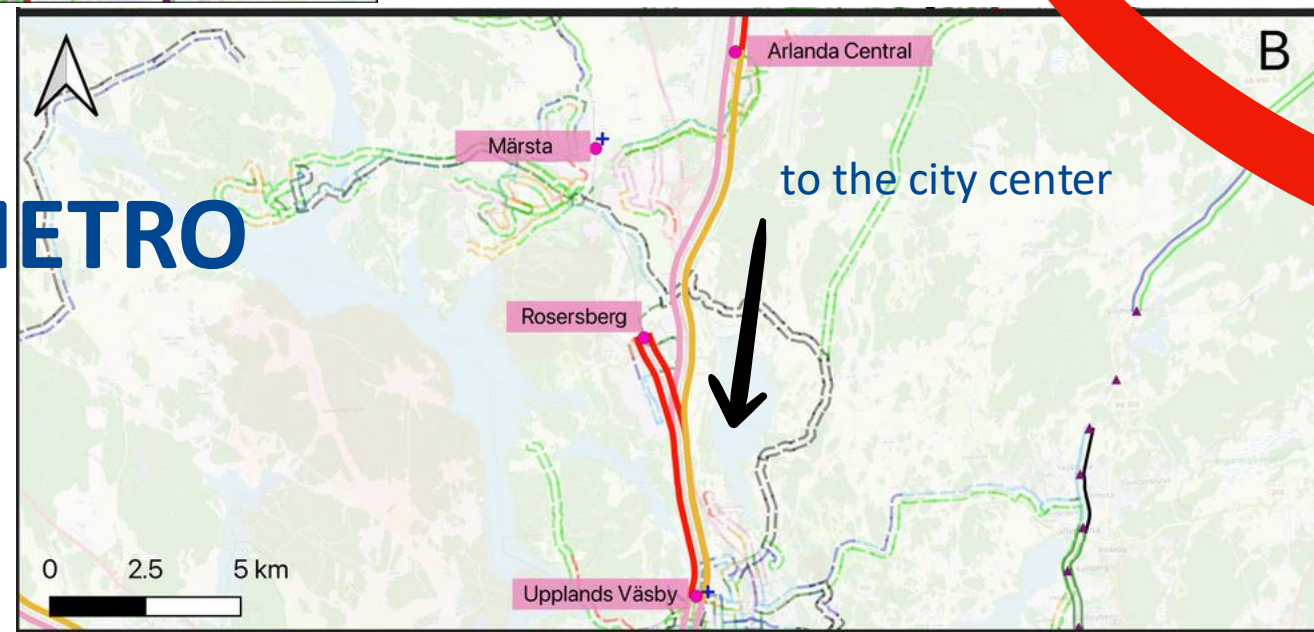 B
Arlanda Central
Märsta
to the city center
ETRO
Rosersberg
0 2.5 5 km
Upplands Väsby